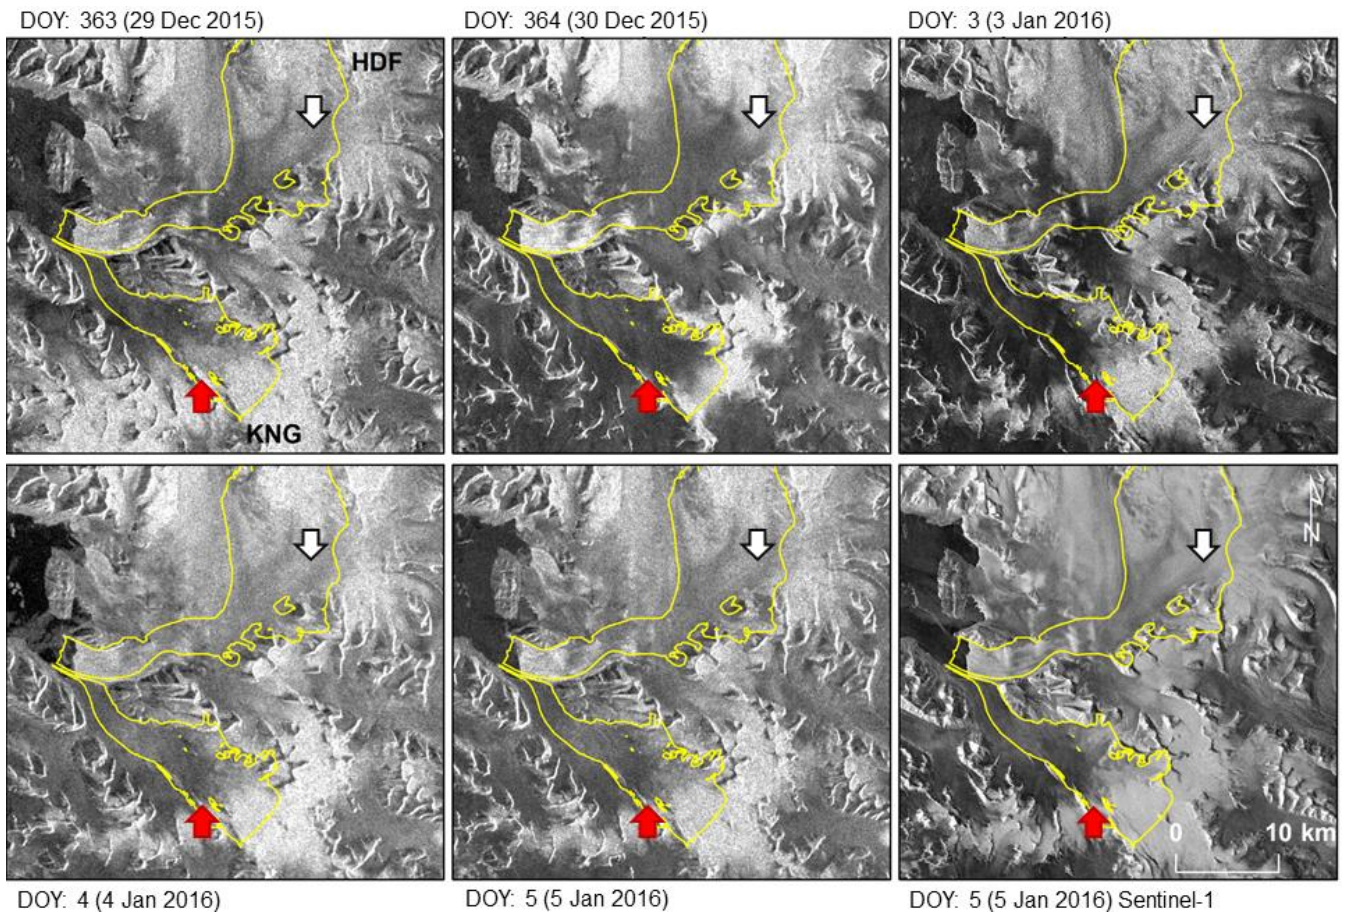 DOY: 363 (29 Dec 2015)
DOY: 364 (30 Dec 2015)
DOY: 3 (3 Jan 2016)
HDF
KNG
N
0 10 km
DOY: 4 (4 Jan 2016)
DOY: 5 (5 Jan 2016)
DOY: 5 (5 Jan 2016) Sentinel-1